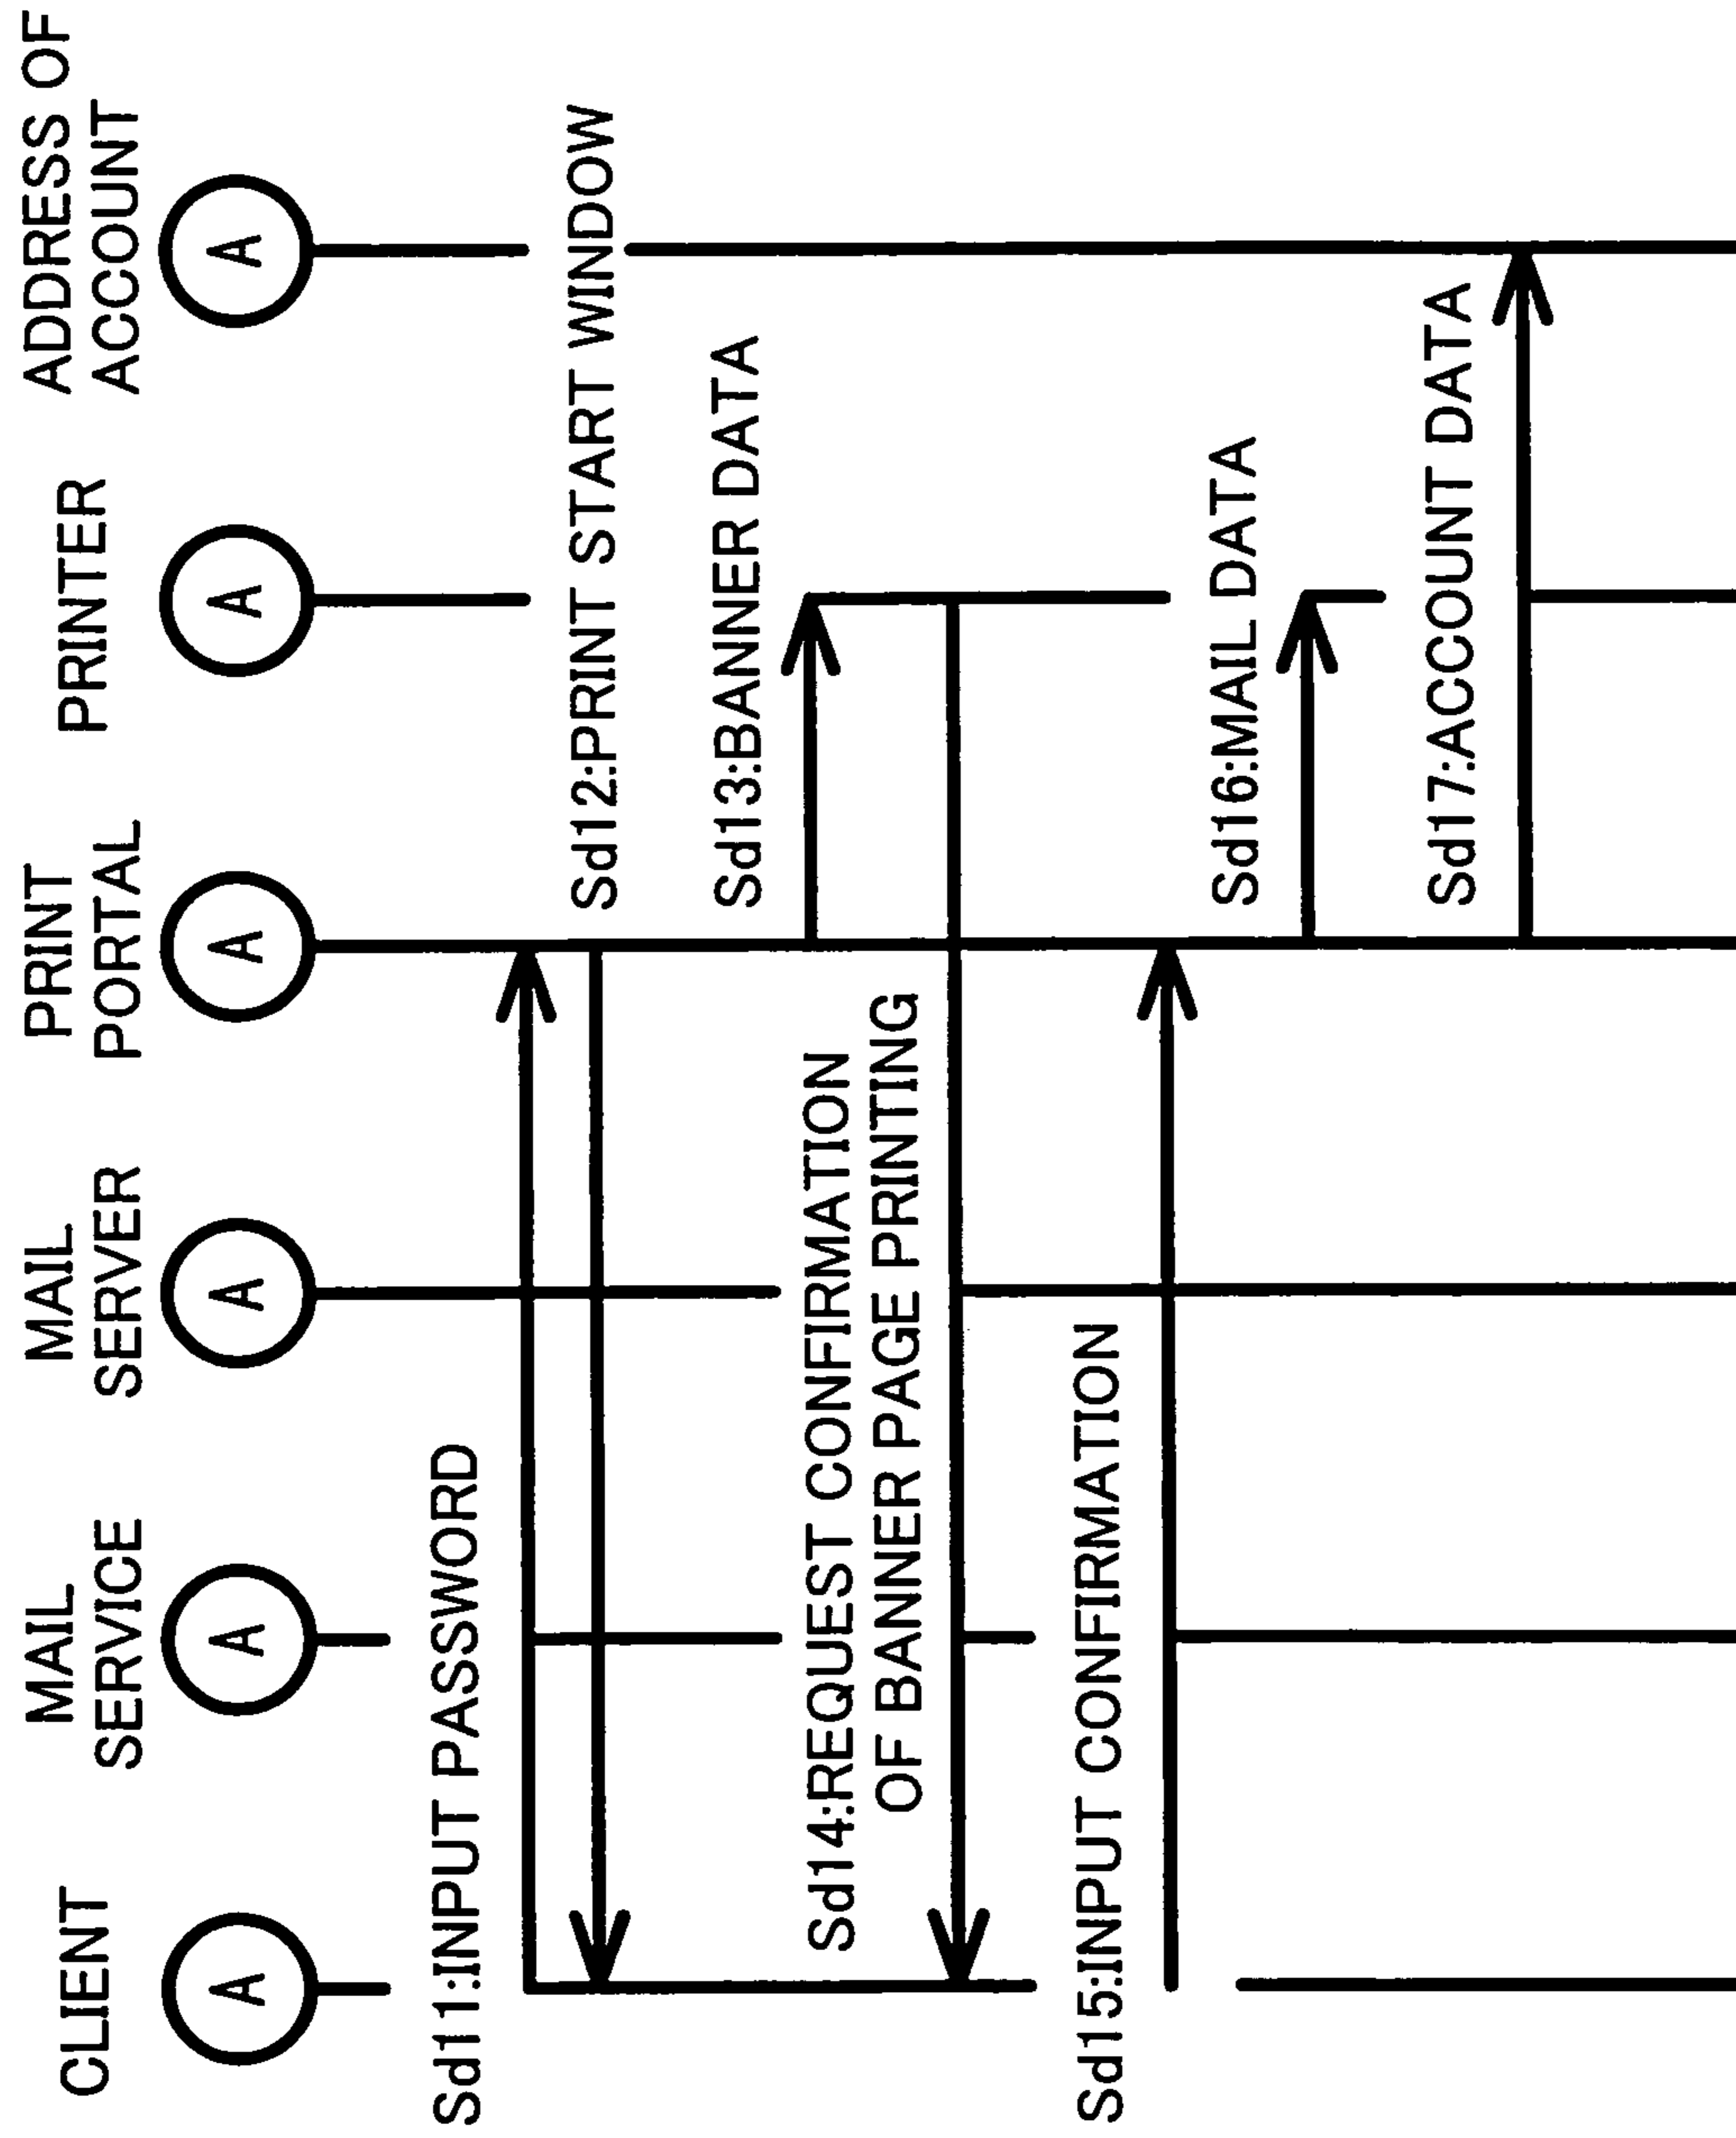 CLIENT
MAIL
SERVICE
MAIL
SERVER
PRINT
PORTAL
PRINTER
ADDRESS OF
ACCOUNT
A
A
A
A
A
A
Sd11:INPUT PASSWORD
Sd12:PRINT START WINDOW
Sd13:BANNER DATA
Sd14:REQUEST CONFIRMATION
OF BANNER PAGE PRINTING
Sd15:INPUT CONFIRMATION
Sd16:MAIL DATA
Sd17:ACCOUNT DATA